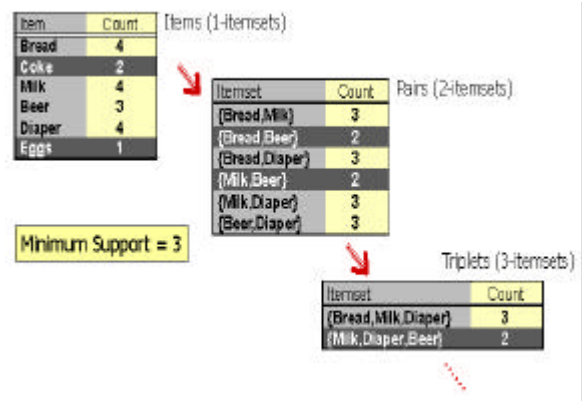 Item Count
Items (1-itemsets)
Bread 4
Coke 2
Milk 4
Beer 3
Diaper 4
Eggs 1
Itemset Count
Pairs (2-itemsets)
{Bread,Milk} 3
{Bread,Beer} 2
{Bread,Diaper} 3
{Milk,Beer} 2
{Milk,Diaper} 3
{Beer,Diaper} 3
Minimum Support = 3
Triplets (3-itemsets)
Itemset Count
{Bread,Milk,Diaper} 3
{Milk,Diaper,Beer} 2